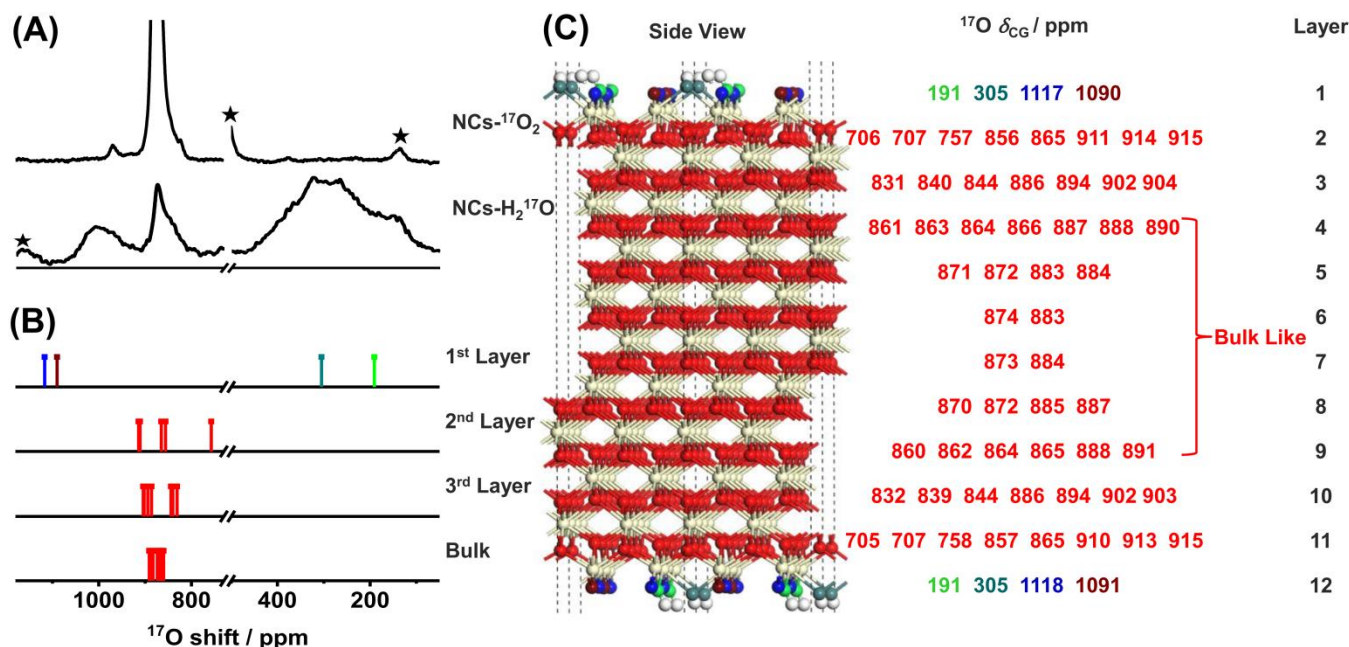 (A)
★
★
NCs-¹⁷O₂
★
NCs-H₂¹⁷O
(B)
1ˢᵗ Layer
2ⁿᵈ Layer
3ʳᵈ Layer
Bulk
1000 800 400 200
¹⁷O shift / ppm
(C)
Side View ¹⁷O δCG / ppm Layer
191 305 1117 1090 1
706 707 757 856 865 911 914 915 2
831 840 844 886 894 902 904 3
861 863 864 866 887 888 890 4
871 872 883 884 5
874 883 6
Bulk Like
873 884 7
870 872 885 887 8
860 862 864 865 888 891 9
832 839 844 886 894 902 903 10
705 707 758 857 865 910 913 915 11
191 305 1118 1091 12